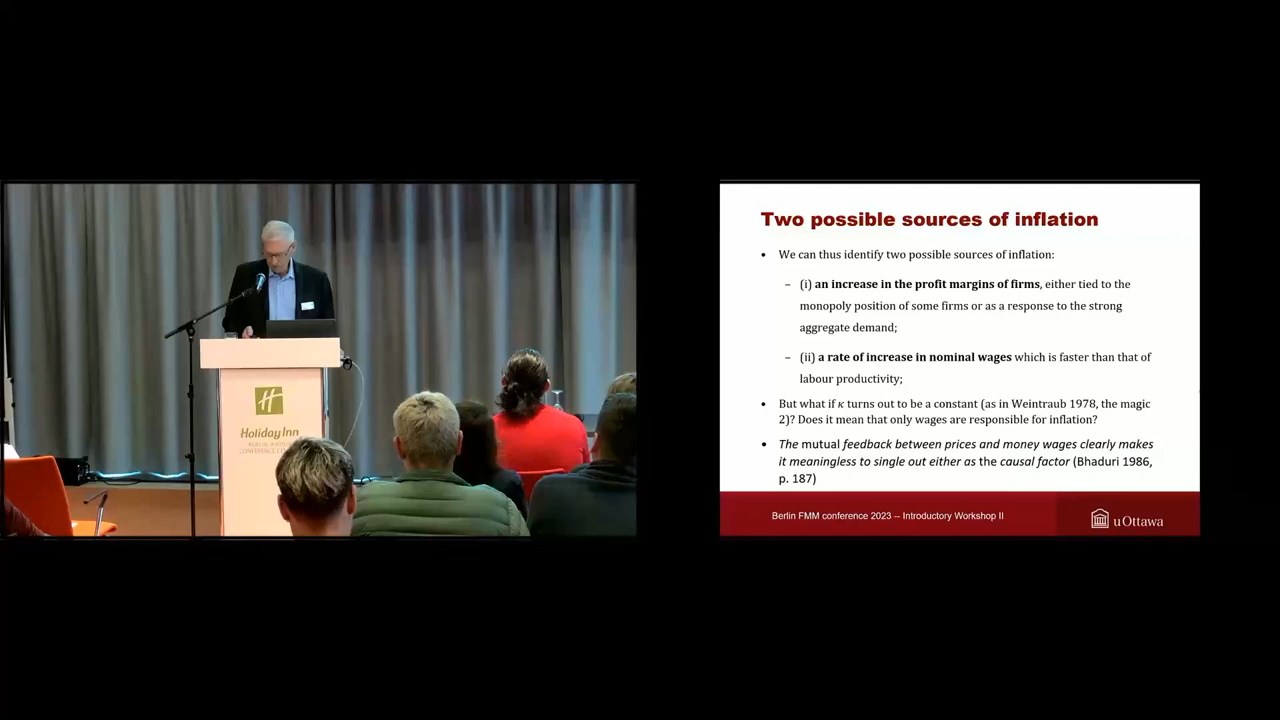 Two possible sources of inflation
• We can thus identify two possible sources of inflation:
– (i) an increase in the profit margins of firms, either tied to the
monopoly position of some firms or as a response to the strong
aggregate demand;
– (ii) a rate of increase in nominal wages which is faster than that of
labour productivity;
• But what if κ turns out to be a constant (as in Weintraub 1978, the magic
2)? Does it mean that only wages are responsible for inflation?
• The mutual feedback between prices and money wages clearly makes
it meaningless to single out either as the causal factor (Bhaduri 1986,
p. 187)
Berlin FMM conference 2023 -- Introductory Workshop II
uOttawa
H
Holiday Inn